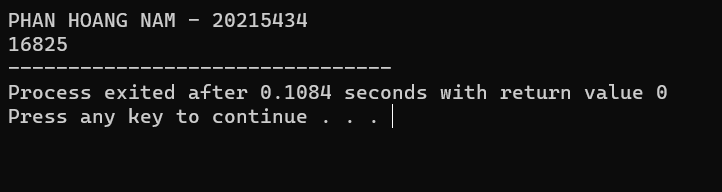 PHAN HOANG NAM - 20215434
16825
--------------------------------
Process exited after 0.1084 seconds with return value 0
Press any key to continue . . .